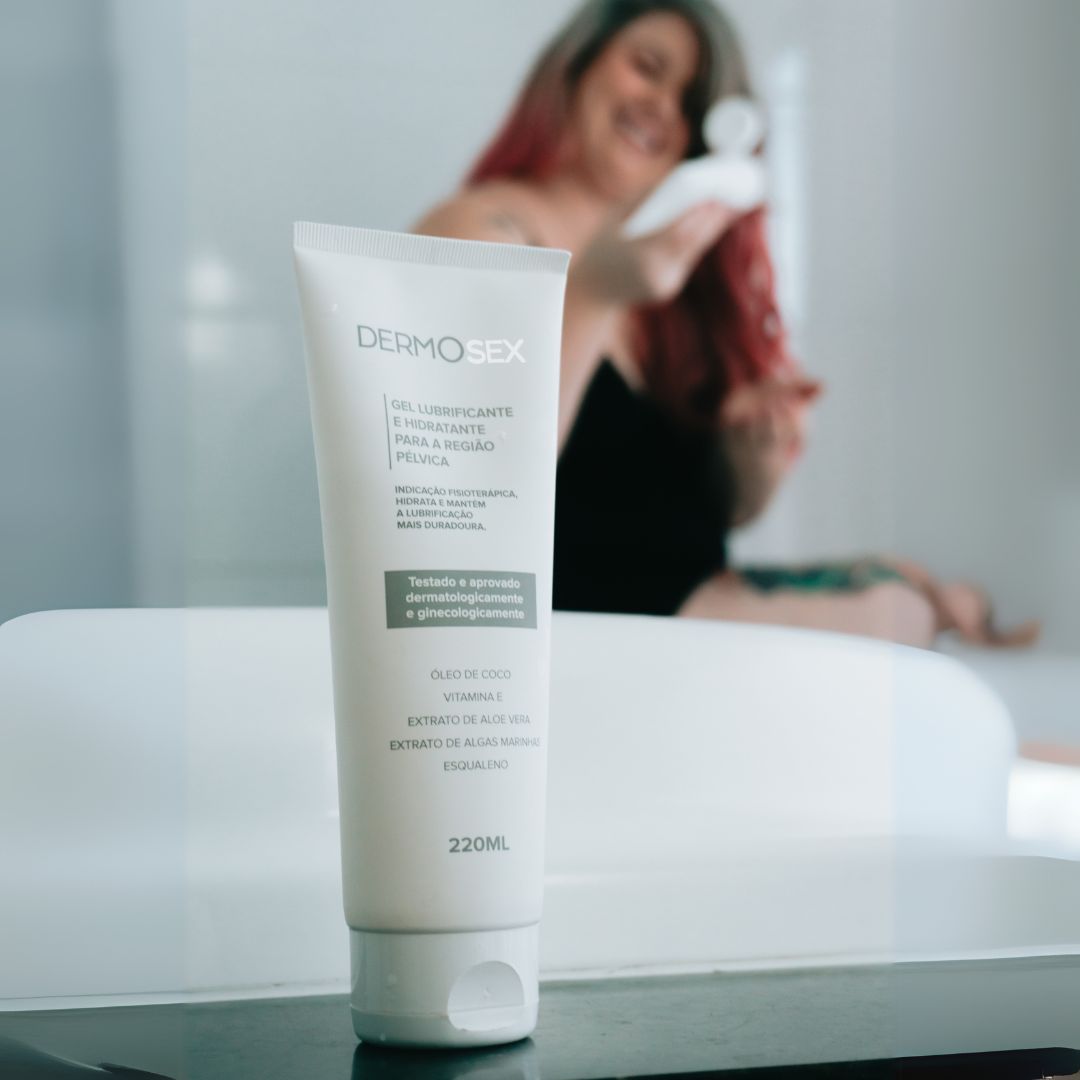 DERMOSEX
GEL LUBRIFICANTE
E HIDRATANTE
PARA A REGIÃO
PÉLVICA
INDICAÇÃO FISIOTERÁPICA,
HIDRATA E MANTÉM
A LUBRIFICAÇÃO
MAIS DURADOURA.
Testado e aprovado
dermatologicamente
e ginecologicamente
ÓLEO DE COCO
VITAMINA E
EXTRATO DE ALOE VERA
EXTRATO DE ALGAS MARINHAS
ESQUALENO
220ML